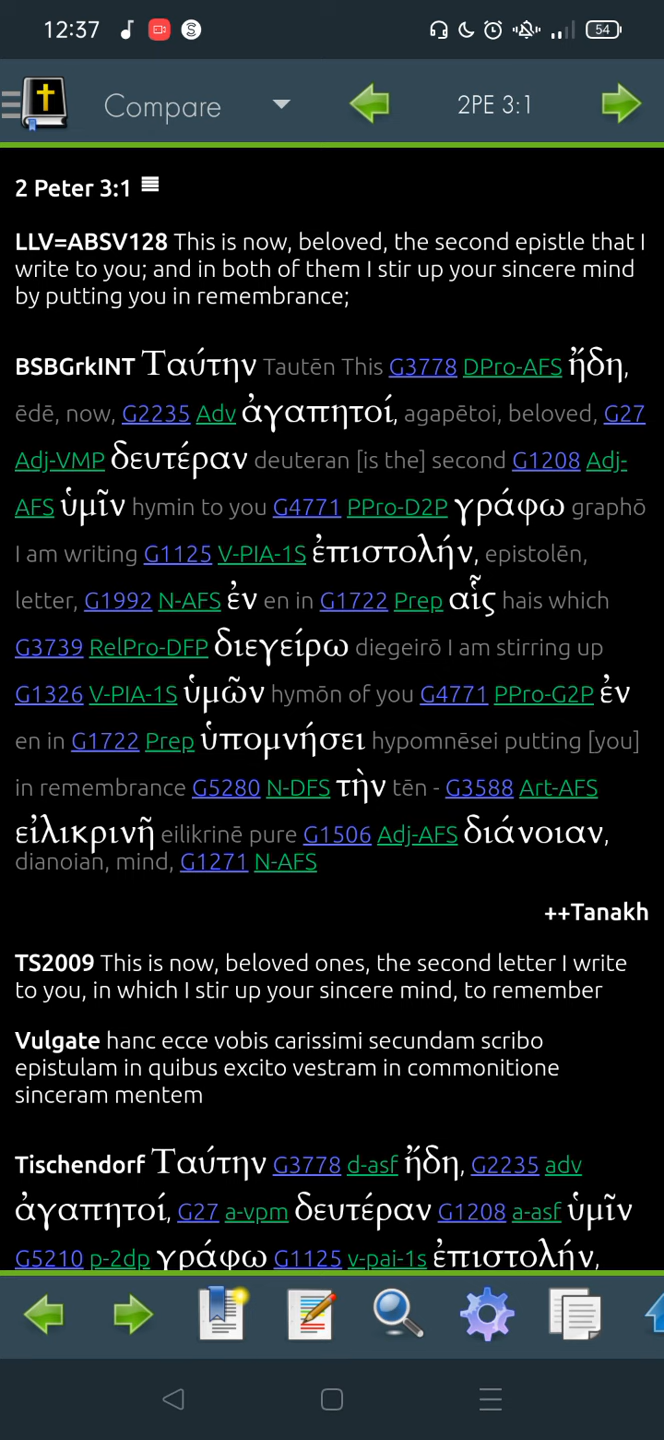 12:37
54
Compare
2PE 3:1
2 Peter 3:1
LLV=ABSV128 This is now, beloved, the second epistle that I
write to you; and in both of them I stir up your sincere mind
by putting you in remembrance;
BSBGrkINT Ταύτην Tautēn This G3778 DPro-AFS ἤδη,
ēdē, now, G2235 Adv ἀγαπητοί, agapētoi, beloved, G27
Adj-VMP δευτέραν deuteran [is the] second G1208 Adj-
AFS ὑμῖν hymin to you G4771 PPro-D2P γράφω graphō
I am writing G1125 V-PIA-1S ἐπιστολήν, epistolēn,
letter, G1992 N-AFS ἐν en in G1722 Prep αἷς hais which
G3739 RelPro-DFP διεγείρω diegeirō I am stirring up
G1326 V-PIA-1S ὑμῶν hymōn of you G4771 PPro-G2P ἐν
en in G1722 Prep ὑπομνήσει hypomnēsei putting [you]
in remembrance G5280 N-DFS τὴν tēn - G3588 Art-AFS
εἰλικρινῆ eilikrinē pure G1506 Adj-AFS διάνοιαν,
dianoian, mind, G1271 N-AFS
++Tanakh
TS2009 This is now, beloved ones, the second letter I write
to you, in which I stir up your sincere mind, to remember
Vulgate hanc ecce vobis carissimi secundam scribo
epistulam in quibus excito vestram in commonitione
sinceram mentem
Tischendorf Ταύτην G3778 d-asf ἤδη, G2235 adv
ἀγαπητοί, G27 a-vpm δευτέραν G1208 a-asf ὑμῖν
G5210 p-2dp γράφω G1125 v-pai-1s ἐπιστολήν,